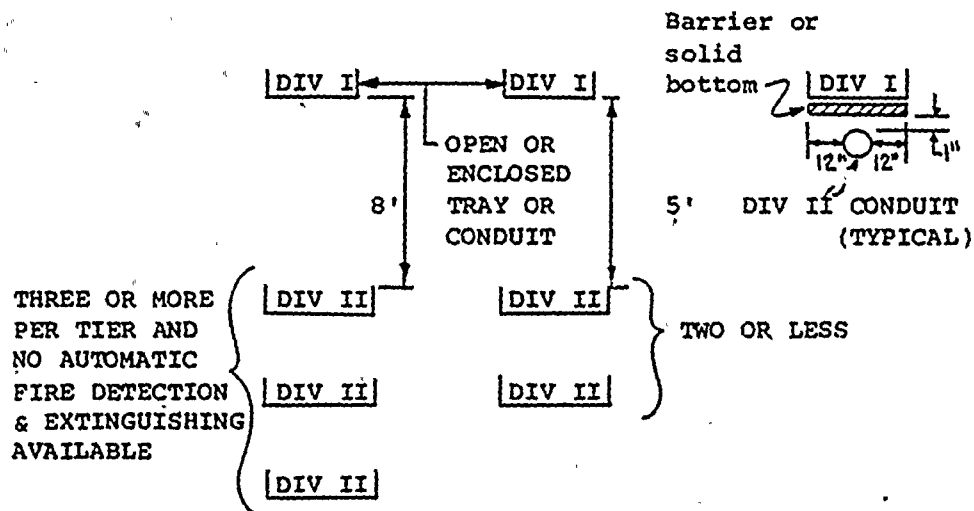 Barrier or
solid
bottom
DIV I
DIV I
DIV I
OPEN OR
ENCLOSED
TRAY OR
CONDUIT
8'
5'
12"
12"
1"
DIV II CONDUIT
(TYPICAL)
THREE OR MORE
PER TIER AND
NO AUTOMATIC
FIRE DETECTION
& EXTINGUISHING
AVAILABLE
DIV II
DIV II
DIV II
DIV II
DIV II
TWO OR LESS